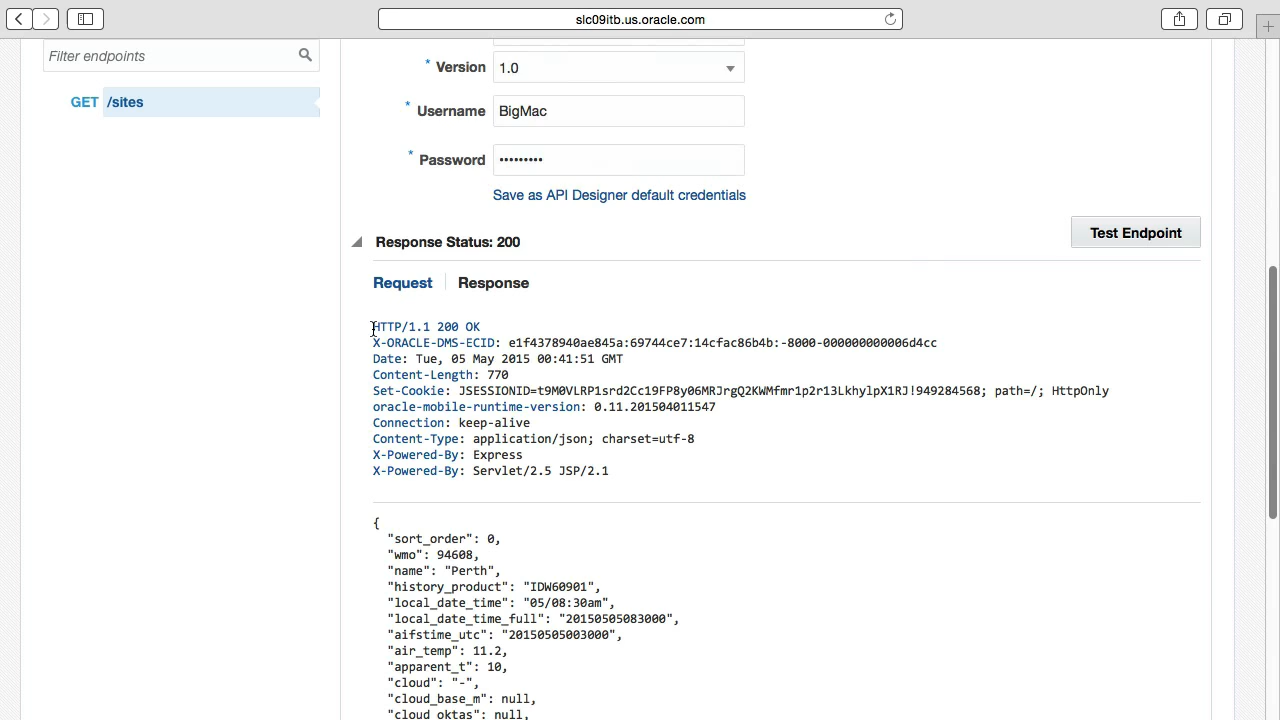 slc09itb.us.oracle.com
Filter endpoints
GET /sites
* Version 1.0
* Username BigMac
* Password •••••••••
Save as API Designer default credentials
Response Status: 200
Test Endpoint
Request Response
HTTP/1.1 200 OK
X-ORACLE-DMS-ECID: e1f4378940ae845a:69744ce7:14cfac86b4b:-8000-000000000006d4cc
Date: Tue, 05 May 2015 00:41:51 GMT
Content-Length: 770
Set-Cookie: JSESSIONID=t9M0VLRP1srd2Cc19FP8y06MRJrgQ2KWMfmr1p2r13LkhylpX1RJ!949284568; path=/; HttpOnly
oracle-mobile-runtime-version: 0.11.201504011547
Connection: keep-alive
Content-Type: application/json; charset=utf-8
X-Powered-By: Express
X-Powered-By: Servlet/2.5 JSP/2.1
{
"sort_order": 0,
"wmo": 94608,
"name": "Perth",
"history_product": "IDW60901",
"local_date_time": "05/08:30am",
"local_date_time_full": "20150505083000",
"aifstime_utc": "20150505003000",
"air_temp": 11.2,
"apparent_t": 10,
"cloud": "-",
"cloud_base_m": null,
"cloud_oktas": null,